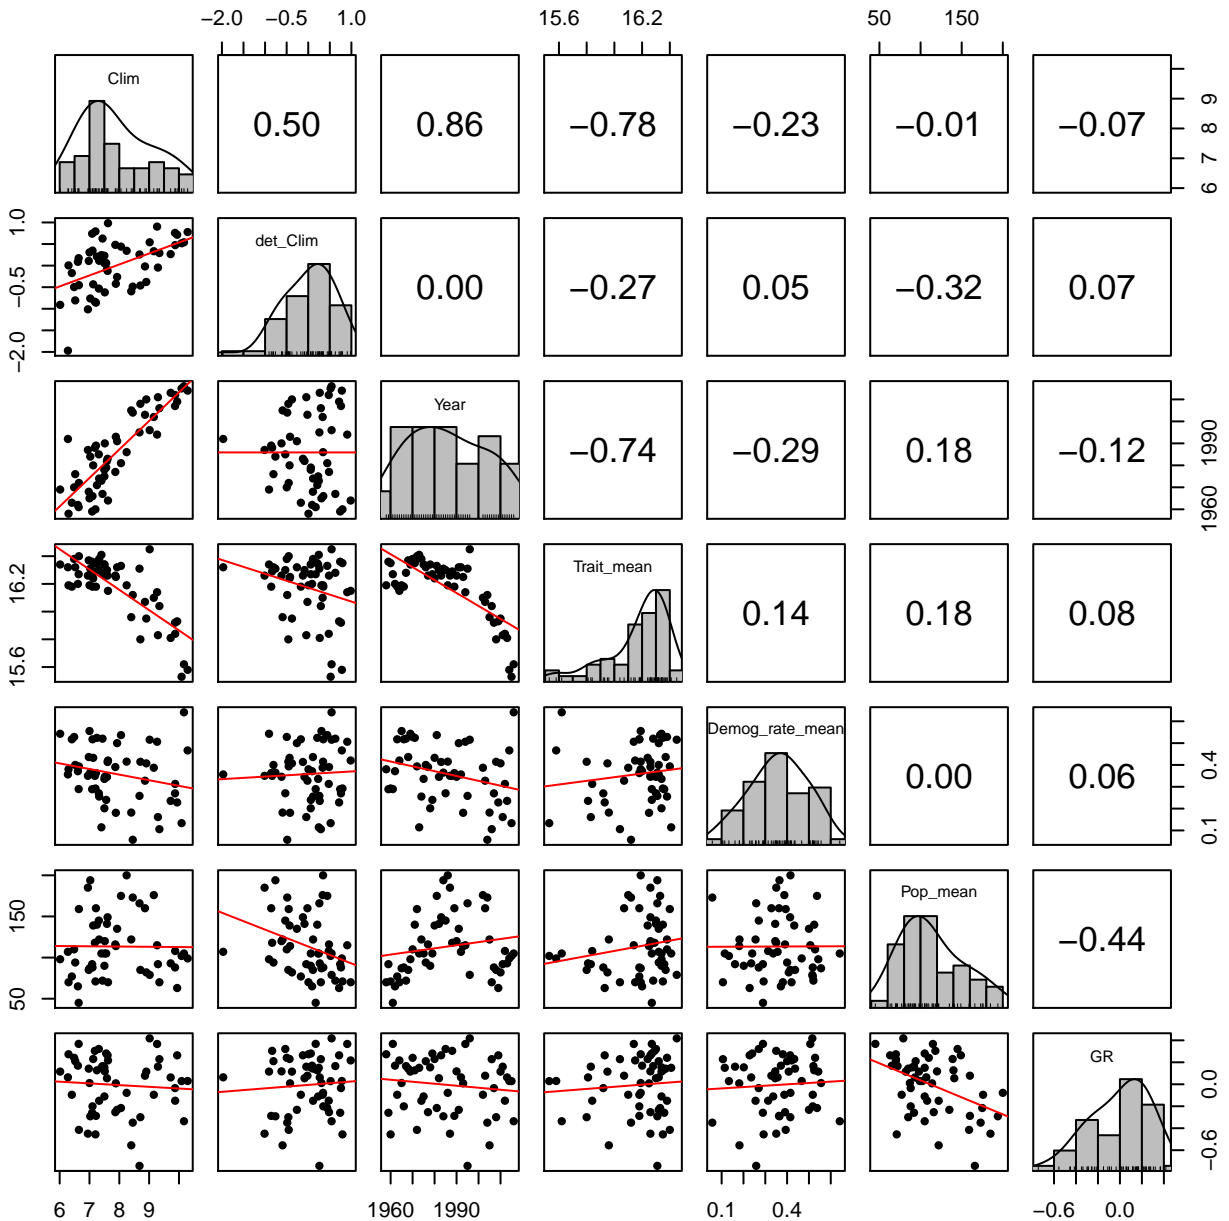 −2.0 −0.5 1.0 15.6 16.2 50 150
Clim
0.50 0.86 −0.78 −0.23 −0.01 −0.07
6 7 8 9
−2.0 −0.5 1.0
det_Clim
0.00 −0.27 0.05 −0.32 0.07
Year
−0.74 −0.29 0.18 −0.12
1960 1990
15.6 16.2
Trait_mean
0.14 0.18 0.08
Demog_rate_mean
0.00 0.06
0.1 0.4
50 150
Pop_mean
−0.44
GR
−0.6 0.0
6 7 8 9 1960 1990 0.1 0.4 −0.6 0.0